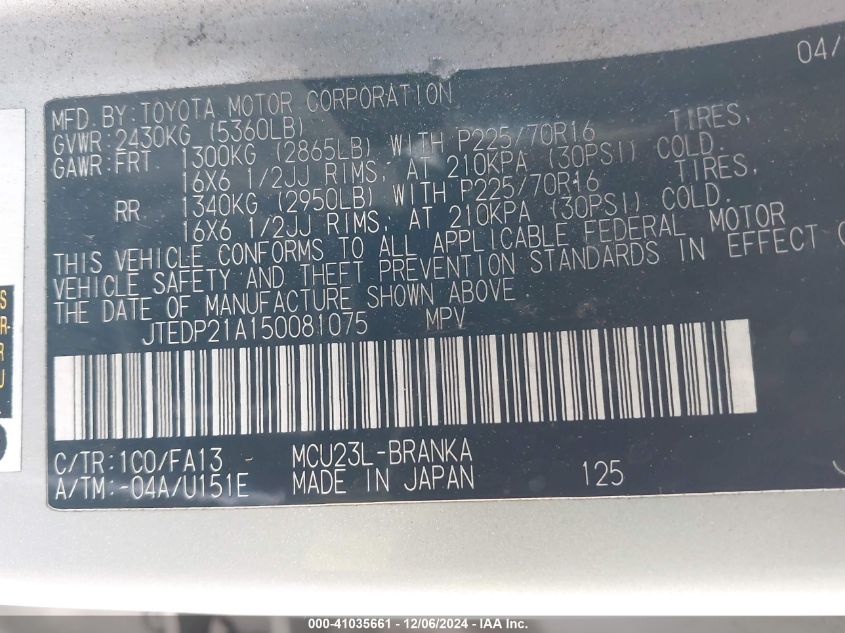 04/
MFD. BY: TOYOTA MOTOR CORPORATION
GVWR: 2430KG (5360LB)
GAWR: FRT 1300KG (2865LB) WITH P225/70R16 TIRES,
16X6 1/2JJ RIMS, AT 210KPA (30PSI) COLD.
RR 1340KG (2950LB) WITH P225/70R16 TIRES,
16X6 1/2JJ RIMS, AT 210KPA (30PSI) COLD.
THIS VEHICLE CONFORMS TO ALL APPLICABLE FEDERAL MOTOR
VEHICLE SAFETY AND THEFT PREVENTION STANDARDS IN EFFECT
THE DATE OF MANUFACTURE SHOWN ABOVE
JTEDP21A150081075 MPV
C/TR: 1C0/FA13 MCU23L-BRANKA
A/TM: -04A/U151E MADE IN JAPAN 125
000-41035661 - 12/06/2024 - IAA Inc.